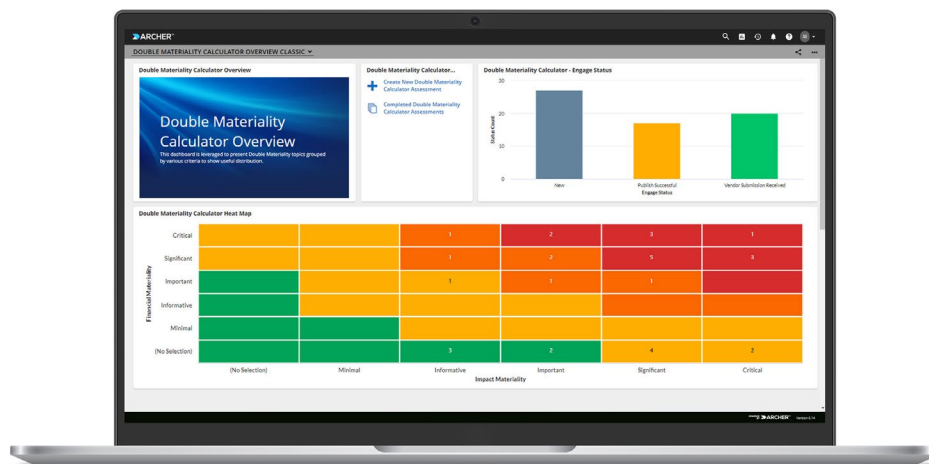 ARCHER
DOUBLE MATERIALITY CALCULATOR OVERVIEW CLASSIC
Double Materiality Calculator Overview
Double Materiality
Calculator Overview
This dashboard is leveraged to present Double Materiality topics grouped
by various criteria to show useful distribution.
Double Materiality Calculator...
Create New Double Materiality
Calculator Assessment
Completed Double Materiality
Calculator Assessments
Double Materiality Calculator - Engage Status
Status Count
30
20
10
0
New
Publish Successful
Vendor Submission Received
Engage Status
Double Materiality Calculator Heat Map
Financial Materiality
Critical
1
2
3
1
Significant
1
2
5
3
Important
1
1
1
Informative
Minimal
(No Selection)
3
2
4
2
(No Selection)
Minimal
Informative
Important
Significant
Critical
Impact Materiality
ARCHER